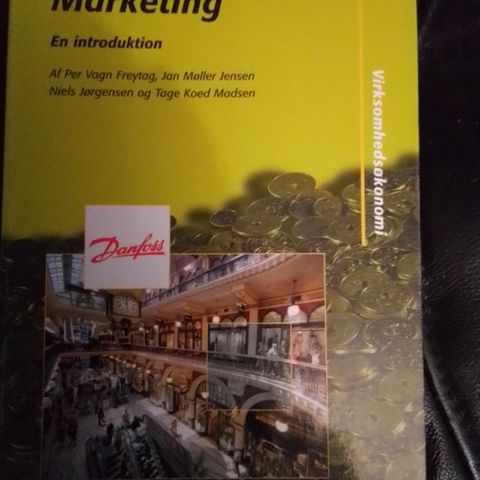 Marketing
En introduktion
Af Per Vagn Freytag, Jan Møller Jensen
Niels Jørgensen og Tage Koed Madsen
Virksomhedsøkonomi
Danfoss